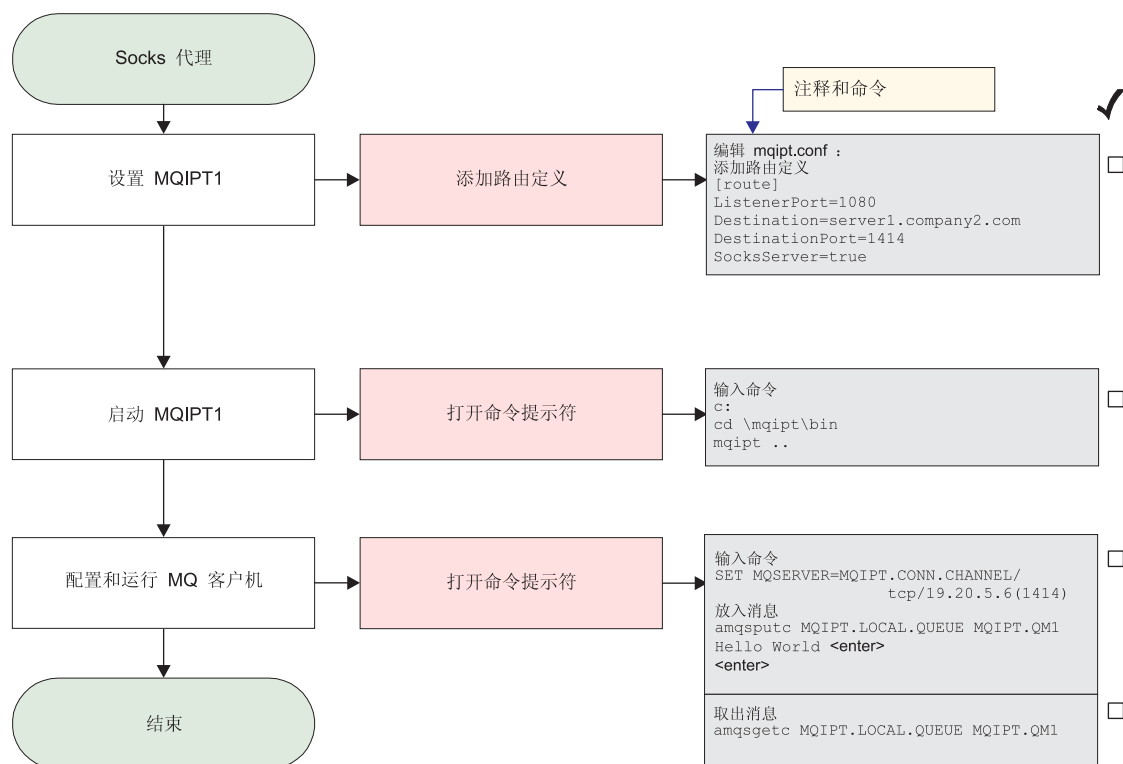 Socks 代理
注释和命令
设置 MQIPT1
添加路由定义
编辑 mqipt.conf :
添加路由定义
[route]
ListenerPort=1080
Destination=server1.company2.com
DestinationPort=1414
SocksServer=true
启动 MQIPT1
打开命令提示符
输入命令
c:
cd \mqipt\bin
mqipt ..
配置和运行 MQ 客户机
打开命令提示符
输入命令
SET MQSERVER=MQIPT.CONN.CHANNEL/
tcp/19.20.5.6(1414)
放入消息
amqsputc MQIPT.LOCAL.QUEUE MQIPT.QM1
Hello World <enter>
<enter>
结束
取出消息
amqsgetc MQIPT.LOCAL.QUEUE MQIPT.QM1